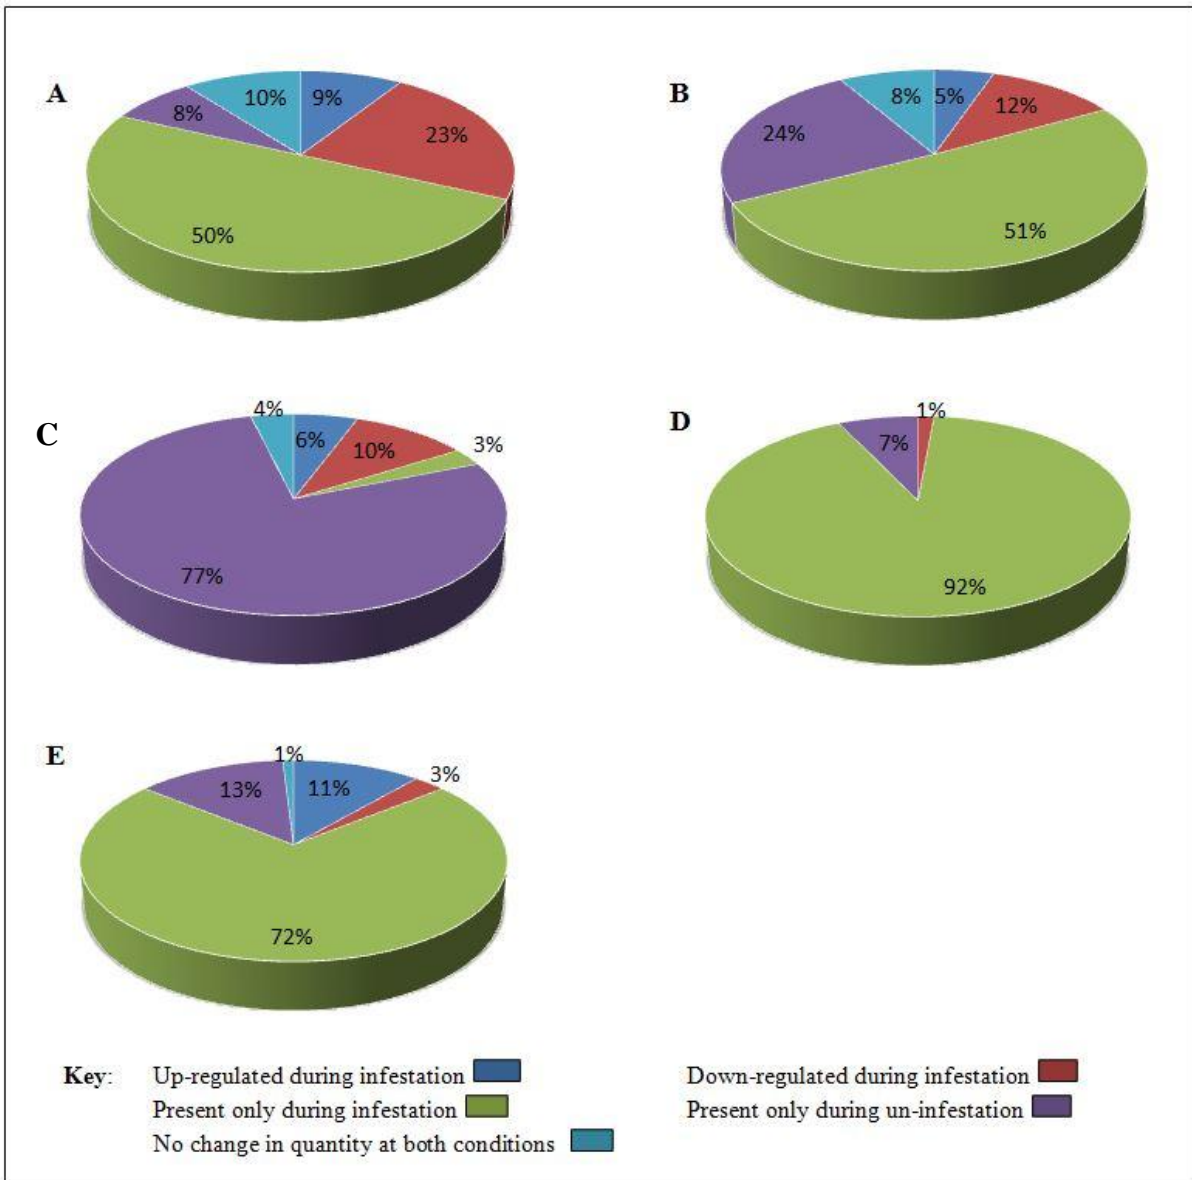 A
10%
9%
8%
23%
50%
B
8%
5%
12%
24%
51%
C
4%
6%
10%
3%
77%
D
1%
7%
92%
E
1%
13%
11%
3%
72%
Key: Up-regulated during infestation
Down-regulated during infestation
Present only during infestation
Present only during un-infestation
No change in quantity at both conditions